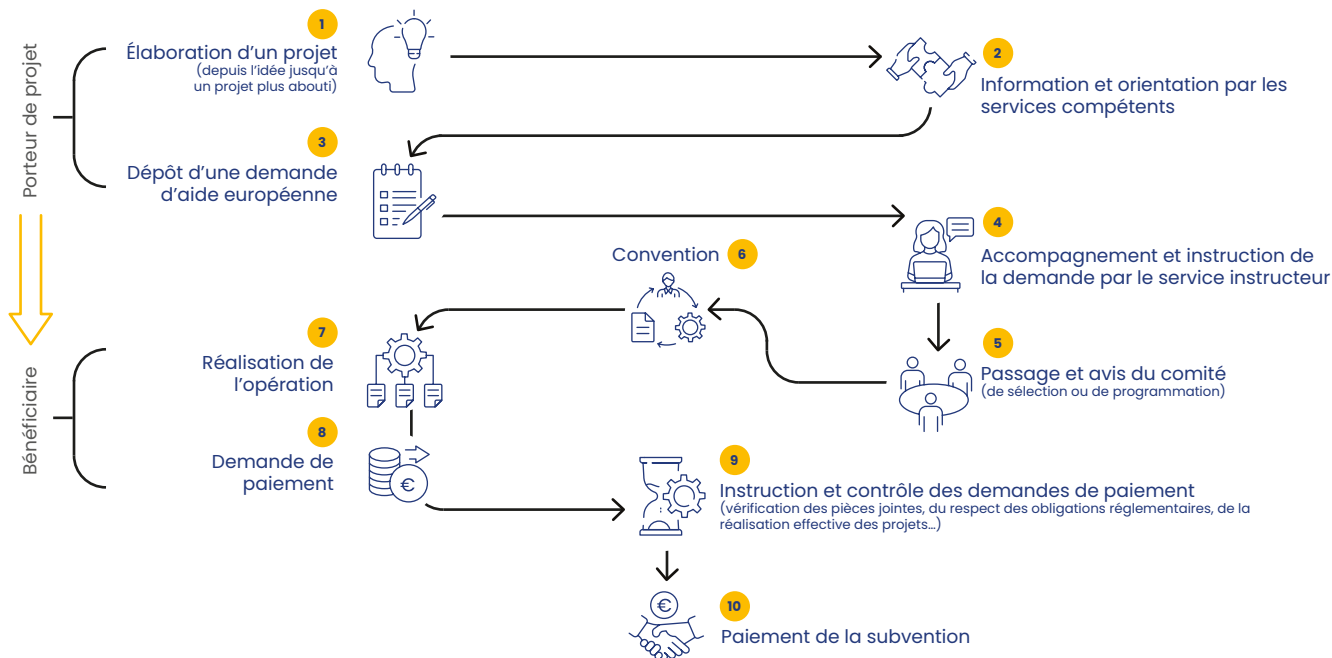 Porteur de projet
1
Élaboration d’un projet
(depuis l’idée jusqu’à
un projet plus abouti)
2
Information et orientation par les
services compétents
3
Dépôt d’une demande
d’aide européenne
4
Accompagnement et instruction de
la demande par le service instructeur
5
Passage et avis du comité
(de sélection ou de programmation)
Convention 6
Bénéficiaire
7
Réalisation de
l’opération
8
Demande de
paiement
€
9
Instruction et contrôle des demandes de paiement
(vérification des pièces jointes, du respect des obligations réglementaires, de la
réalisation effective des projets…)
€
10
Paiement de la subvention